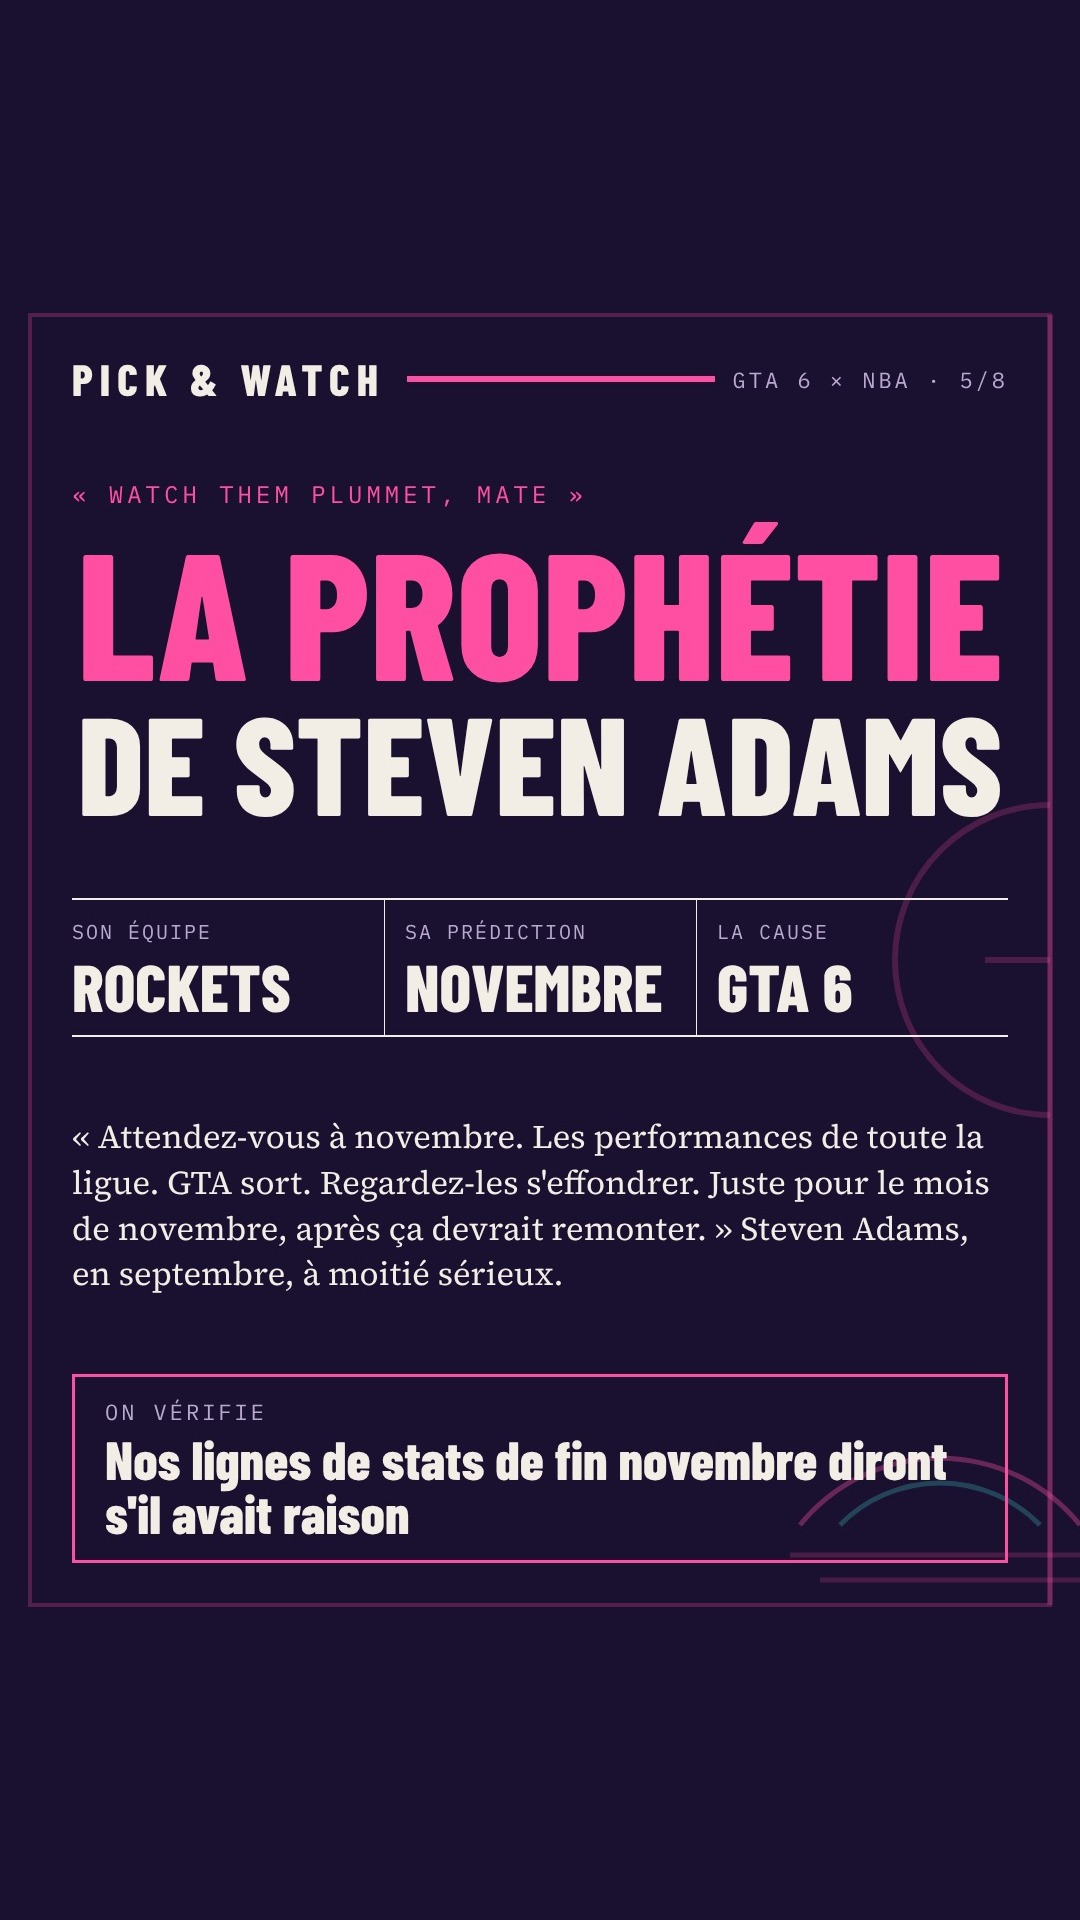 PICK & WATCH
GTA 6 × NBA · 5/8
« WATCH THEM PLUMMET, MATE »
LA PROPHÉTIE
DE STEVEN ADAMS
SON ÉQUIPE
ROCKETS
SA PRÉDICTION
NOVEMBRE
LA CAUSE
GTA 6
« Attendez-vous à novembre. Les performances de toute la
ligue. GTA sort. Regardez-les s'effondrer. Juste pour le mois
de novembre, après ça devrait remonter. » Steven Adams,
en septembre, à moitié sérieux.
ON VÉRIFIE
Nos lignes de stats de fin novembre diront
s'il avait raison